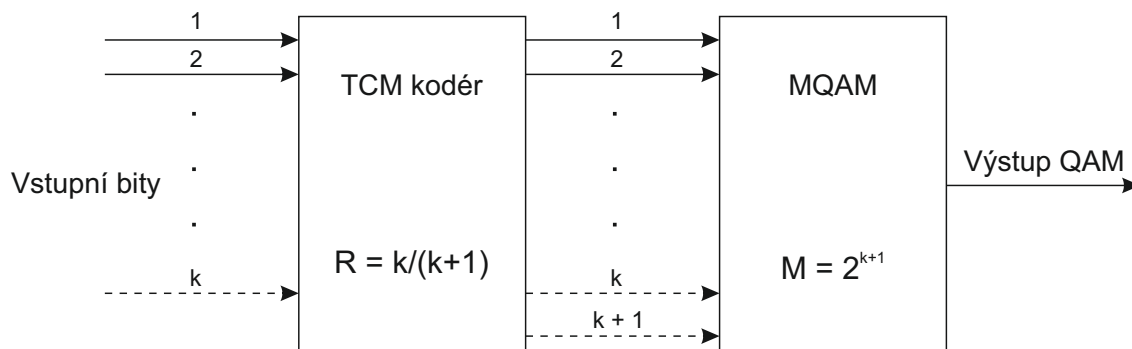 1
2
k
Vstupní bity
TCM kodér
R = k/(k+1)
1
2
k
k + 1
MQAM
M = 2^{k+1}
Výstup QAM